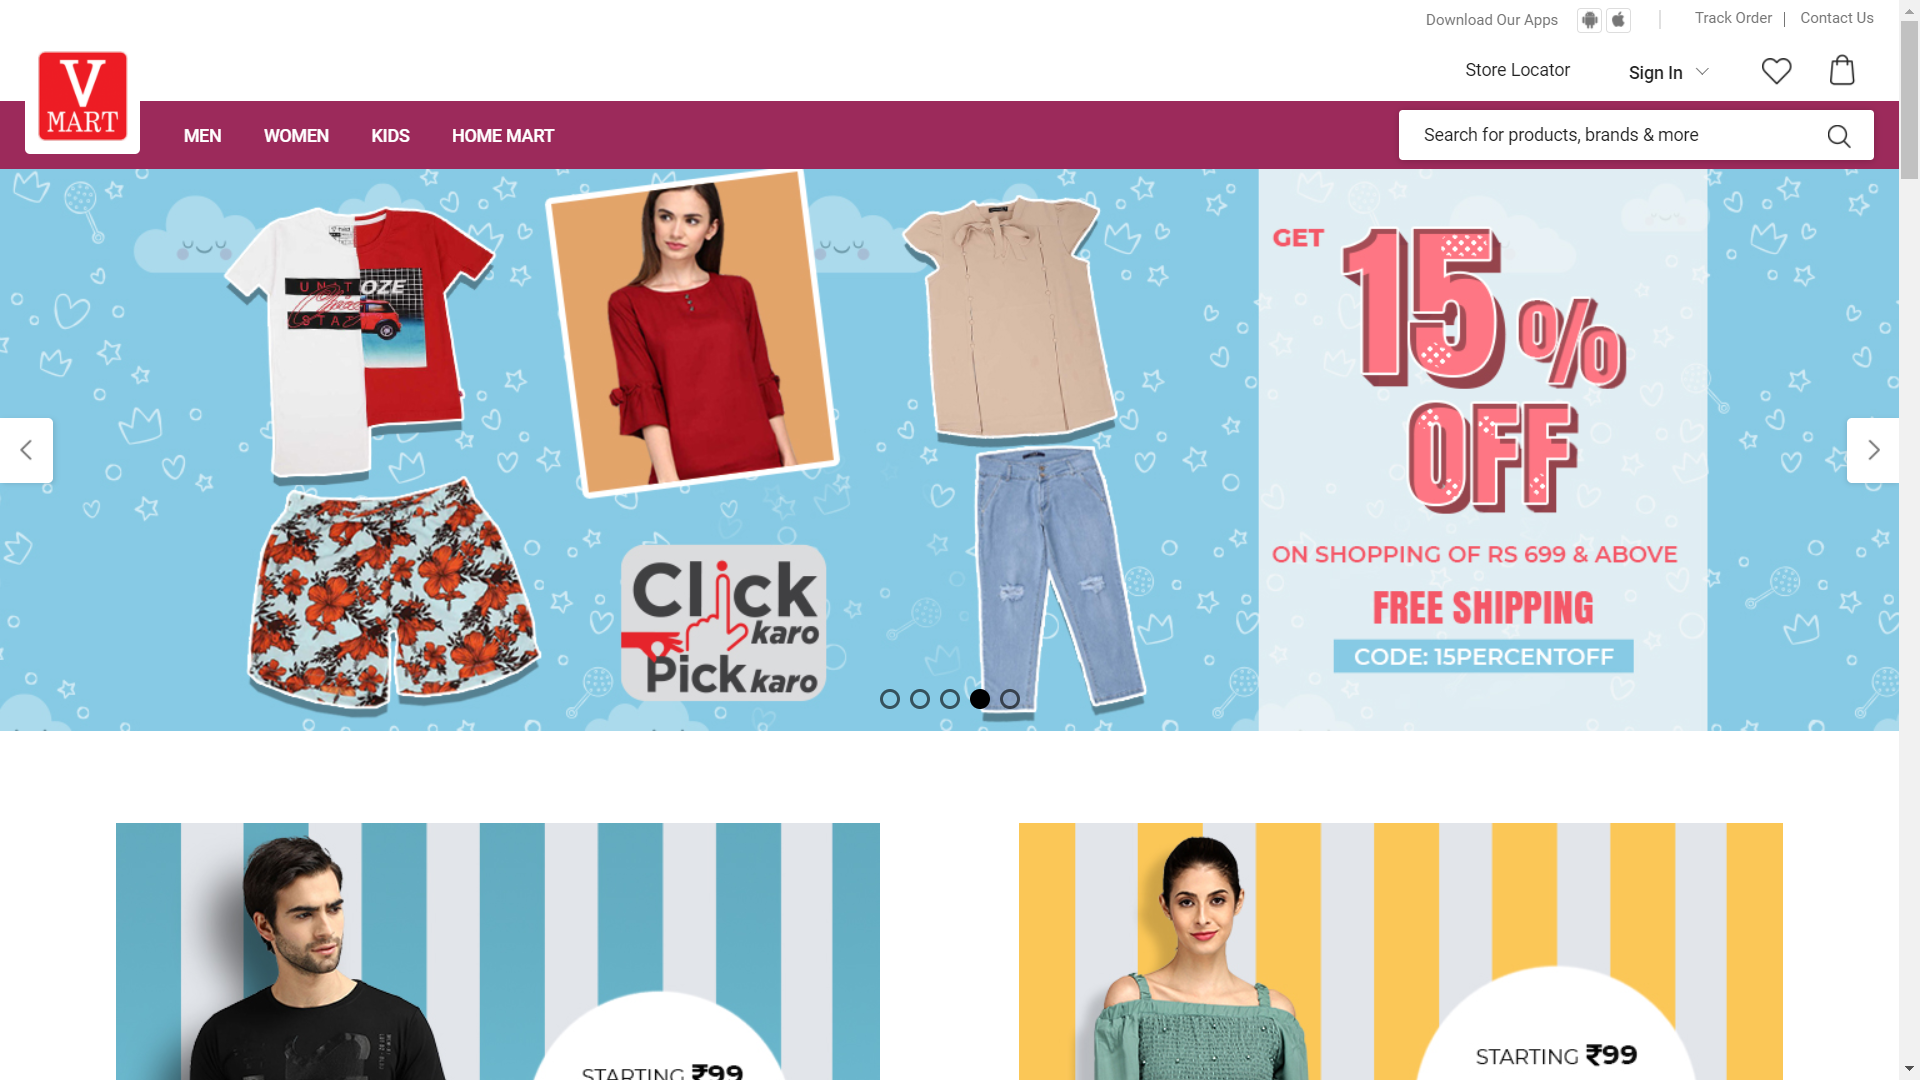 Download Our Apps
Track Order
Contact Us
Store Locator
Sign In
V
MART
MEN
WOMEN
KIDS
HOME MART
Search for products, brands & more
GET
15%
OFF
ON SHOPPING OF RS 699 & ABOVE
FREE SHIPPING
CODE: 15PERCENTOFF
Click
karo
Pick karo
STARTING ₹99
STARTING ₹99